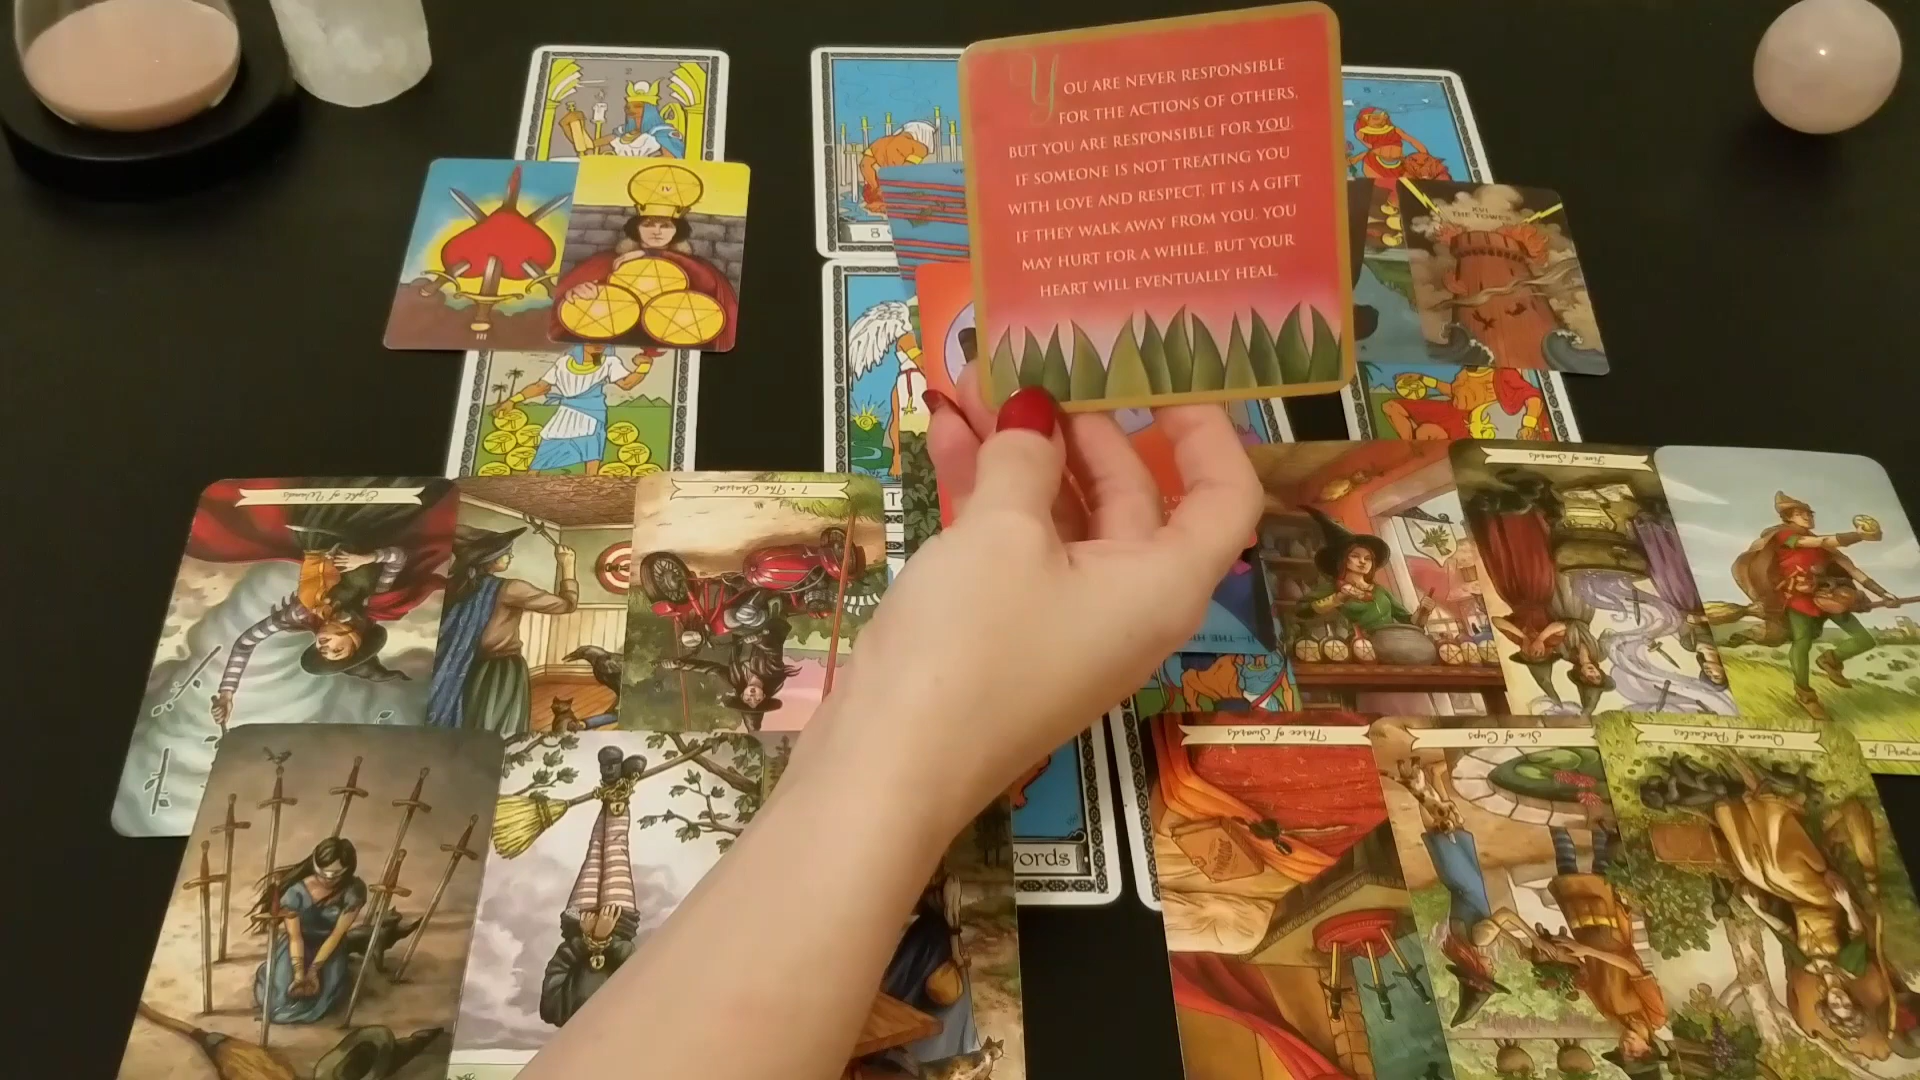 YOU ARE NEVER RESPONSIBLE
FOR THE ACTIONS OF OTHERS,
BUT YOU ARE RESPONSIBLE FOR YOU.
IF SOMEONE IS NOT TREATING YOU
WITH LOVE AND RESPECT, IT IS A GIFT
IF THEY WALK AWAY FROM YOU. YOU
MAY HURT FOR A WHILE, BUT YOUR
HEART WILL EVENTUALLY HEAL.
IV
III
8
XVI
THE TOWER
Eight of Wands
7 • The Chariot
Five of Swords
Three of Swords
Six of Cups
Queen of Pentacles